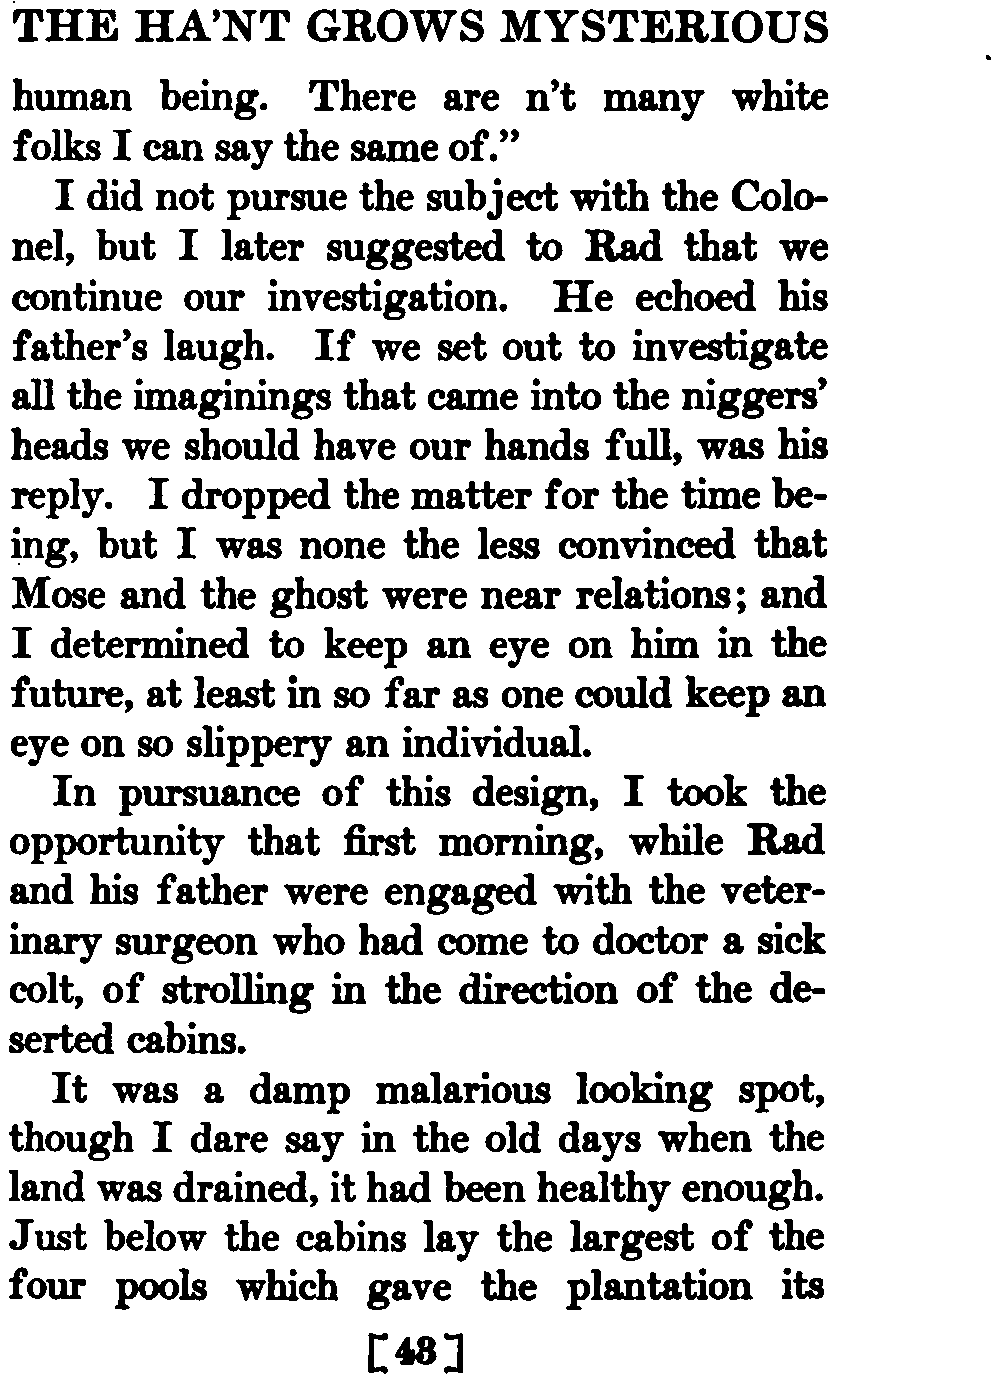 THE HA'NT GROWS MYSTERIOUS
human being. There are n't many white
folks I can say the same of."
I did not pursue the subject with the Colo-
nel, but I later suggested to Rad that we
continue our investigation. He echoed his
father's laugh. If we set out to investigate
all the imaginings that came into the niggers'
heads we should have our hands full, was his
reply. I dropped the matter for the time be-
ing, but I was none the less convinced that
Mose and the ghost were near relations; and
I determined to keep an eye on him in the
future, at least in so far as one could keep an
eye on so slippery an individual.
In pursuance of this design, I took the
opportunity that first morning, while Rad
and his father were engaged with the veter-
inary surgeon who had come to doctor a sick
colt, of strolling in the direction of the de-
serted cabins.
It was a damp malarious looking spot,
though I dare say in the old days when the
land was drained, it had been healthy enough.
Just below the cabins lay the largest of the
four pools which gave the plantation its
[43]